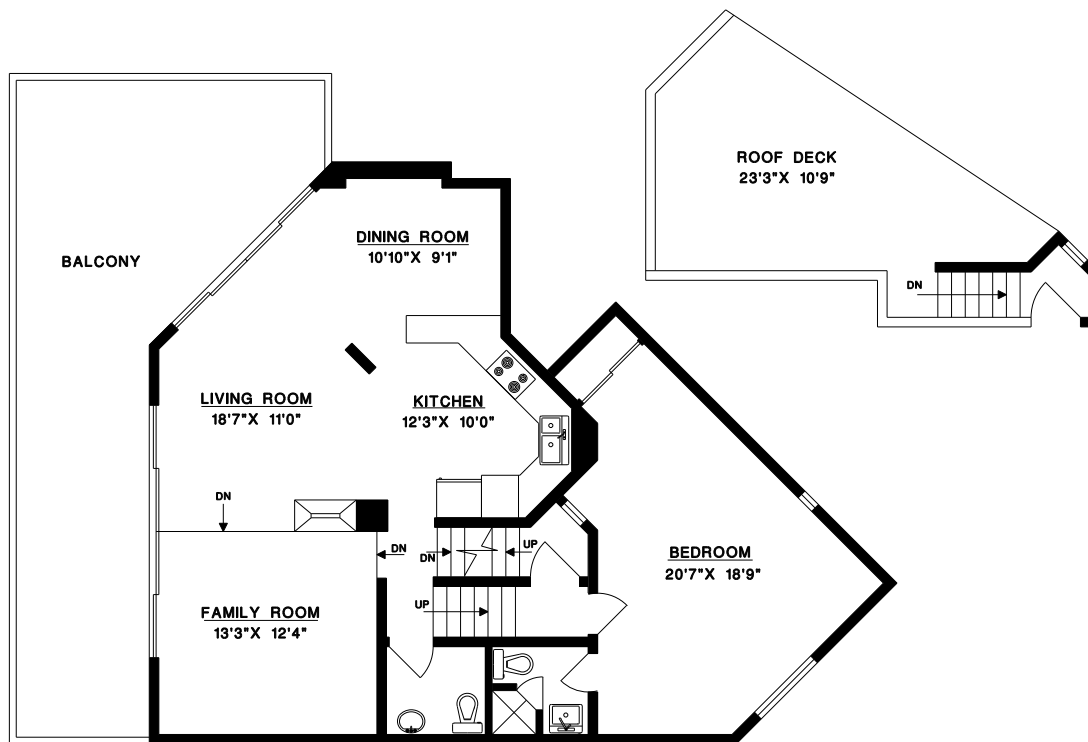 ROOF DECK
23'3"X 10'9"
DINING ROOM
10'10"X 9'1"
BALCONY
DN
LIVING ROOM
18'7"X 11'0"
KITCHEN
12'3"X 10'0"
DN
DN
DN
UP
BEDROOM
20'7"X 18'9"
UP
FAMILY ROOM
13'3"X 12'4"